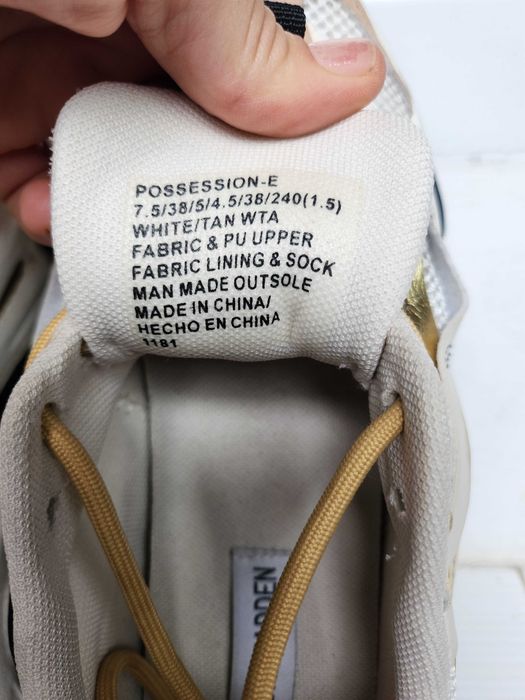 POSSESSION-E
7.5/38/5/4.5/38/240(1.5)
WHITE/TAN WTA
FABRIC & PU UPPER
FABRIC LINING & SOCK
MAN MADE OUTSOLE
MADE IN CHINA/
HECHO EN CHINA
1181